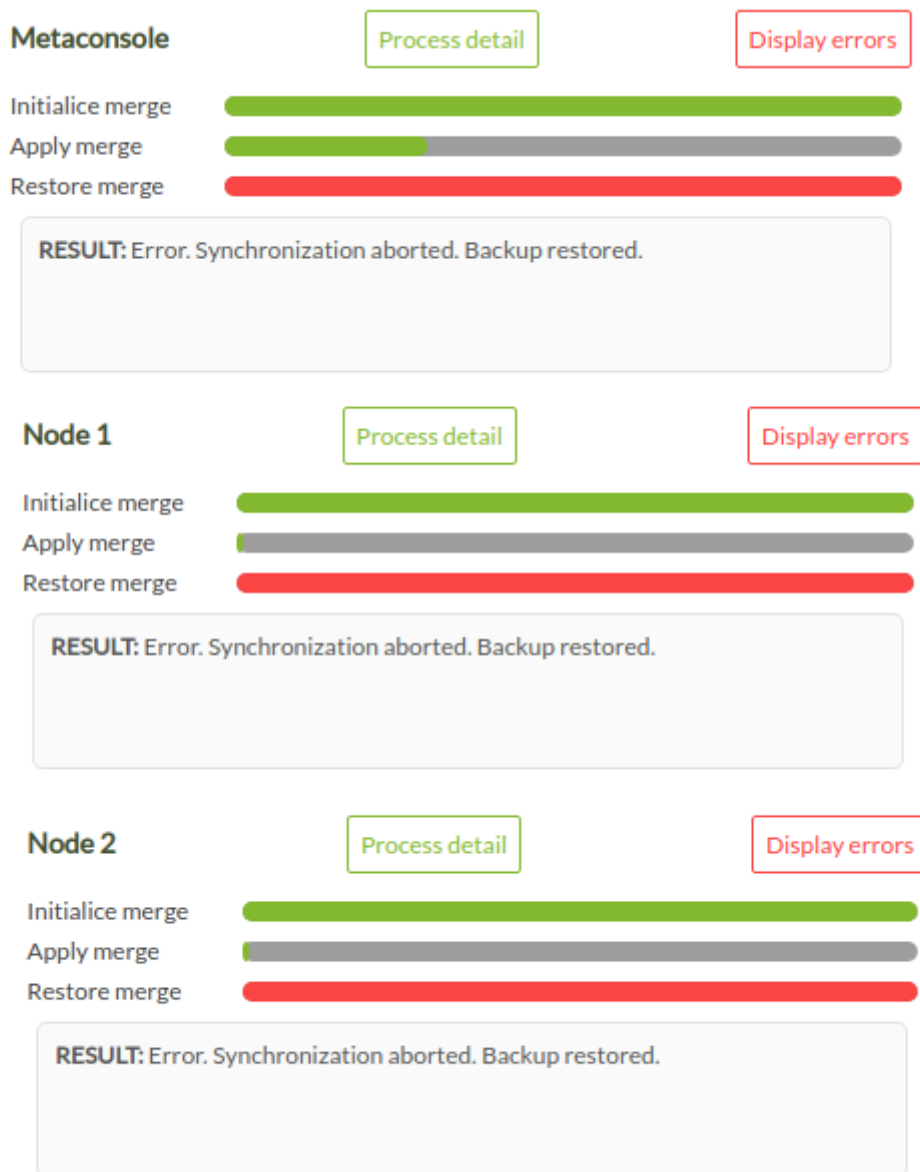 Metaconsole Process detail Display errors
Initialice merge
Apply merge
Restore merge
RESULT: Error. Synchronization aborted. Backup restored.
Node 1 Process detail Display errors
Initialice merge
Apply merge
Restore merge
RESULT: Error. Synchronization aborted. Backup restored.
Node 2 Process detail Display errors
Initialice merge
Apply merge
Restore merge
RESULT: Error. Synchronization aborted. Backup restored.